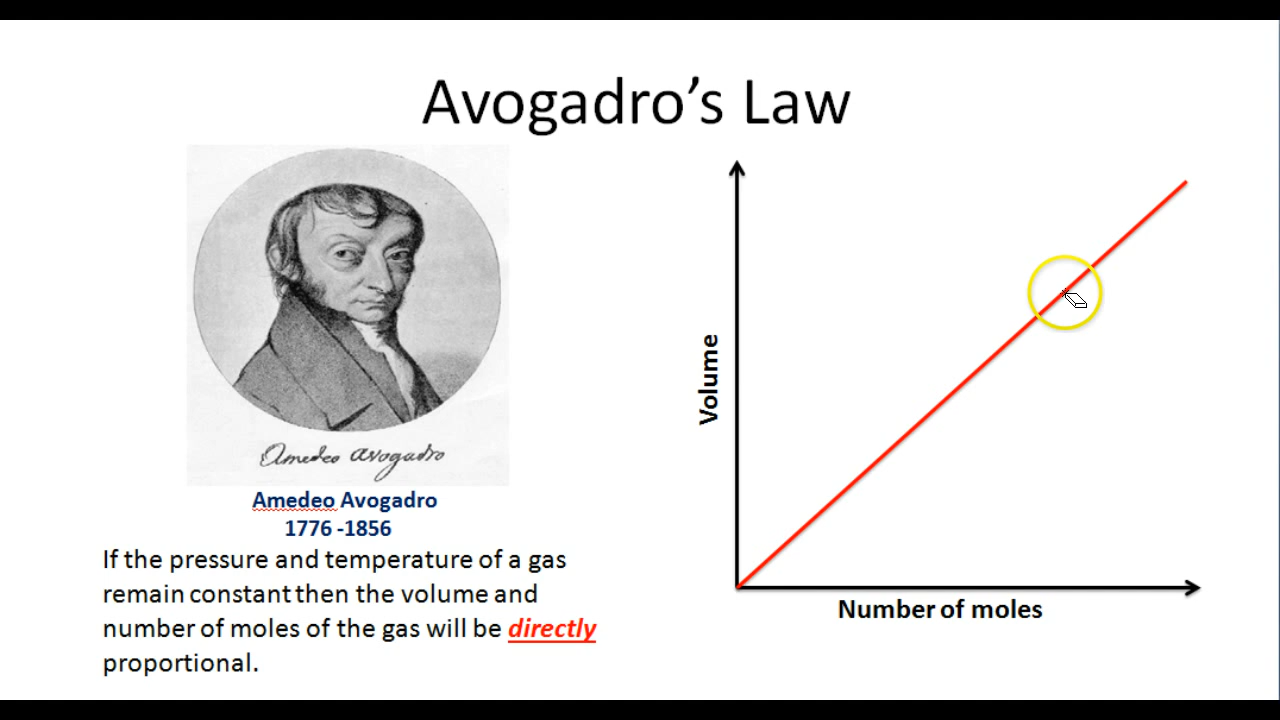 Avogadro's Law
Amedeo Avogadro
Amedeo Avogadro
1776 -1856
If the pressure and temperature of a gas
remain constant then the volume and
number of moles of the gas will be directly
proportional.
Volume
Number of moles